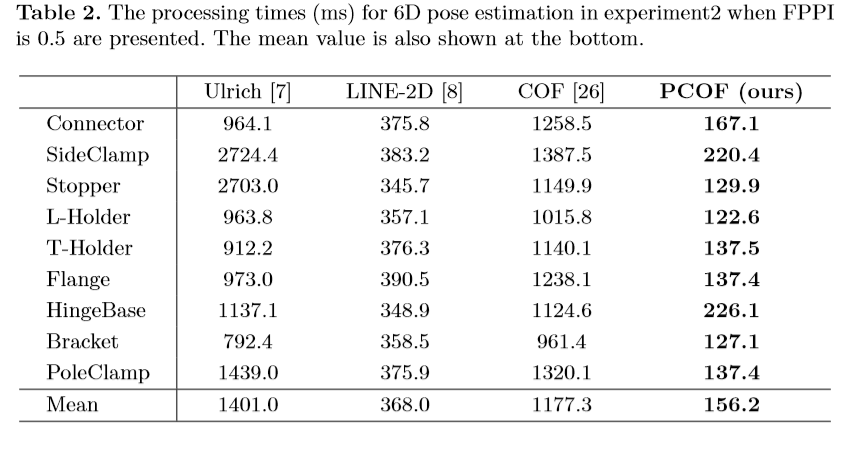 Table 2. The processing times (ms) for 6D pose estimation in experiment2 when FPPI
is 0.5 are presented. The mean value is also shown at the bottom.
Ulrich [7] LINE-2D [8] COF [26] PCOF (ours)
Connector 964.1 375.8 1258.5 167.1
SideClamp 2724.4 383.2 1387.5 220.4
Stopper 2703.0 345.7 1149.9 129.9
L-Holder 963.8 357.1 1015.8 122.6
T-Holder 912.2 376.3 1140.1 137.5
Flange 973.0 390.5 1238.1 137.4
HingeBase 1137.1 348.9 1124.6 226.1
Bracket 792.4 358.5 961.4 127.1
PoleClamp 1439.0 375.9 1320.1 137.4
Mean 1401.0 368.0 1177.3 156.2